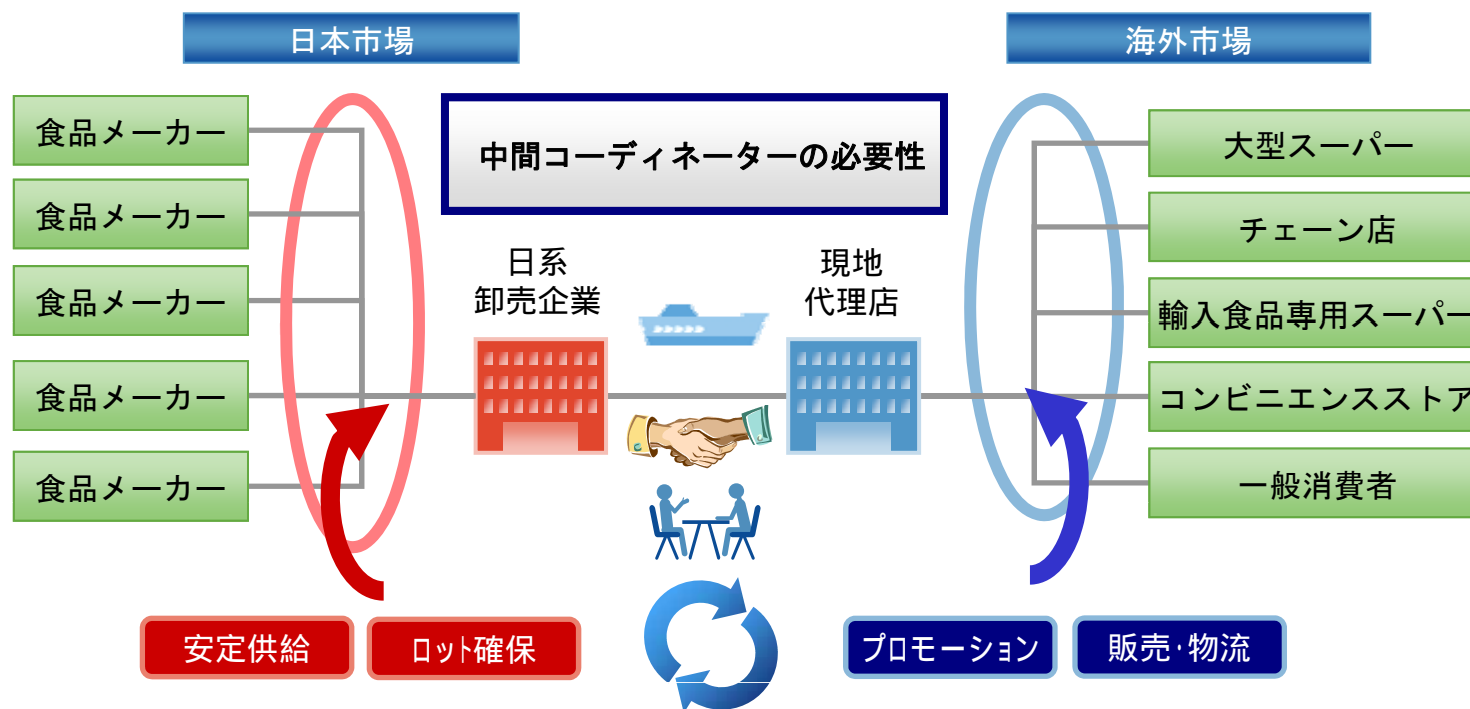 日本市場
海外市場
中間コーディネーターの必要性
食品メーカー
食品メーカー
食品メーカー
食品メーカー
食品メーカー
日系
卸売企業
現地
代理店
大型スーパー
チェーン店
輸入食品専用スーパー
コンビニエンスストア
一般消費者
安定供給
ロット確保
プロモーション
販売・物流